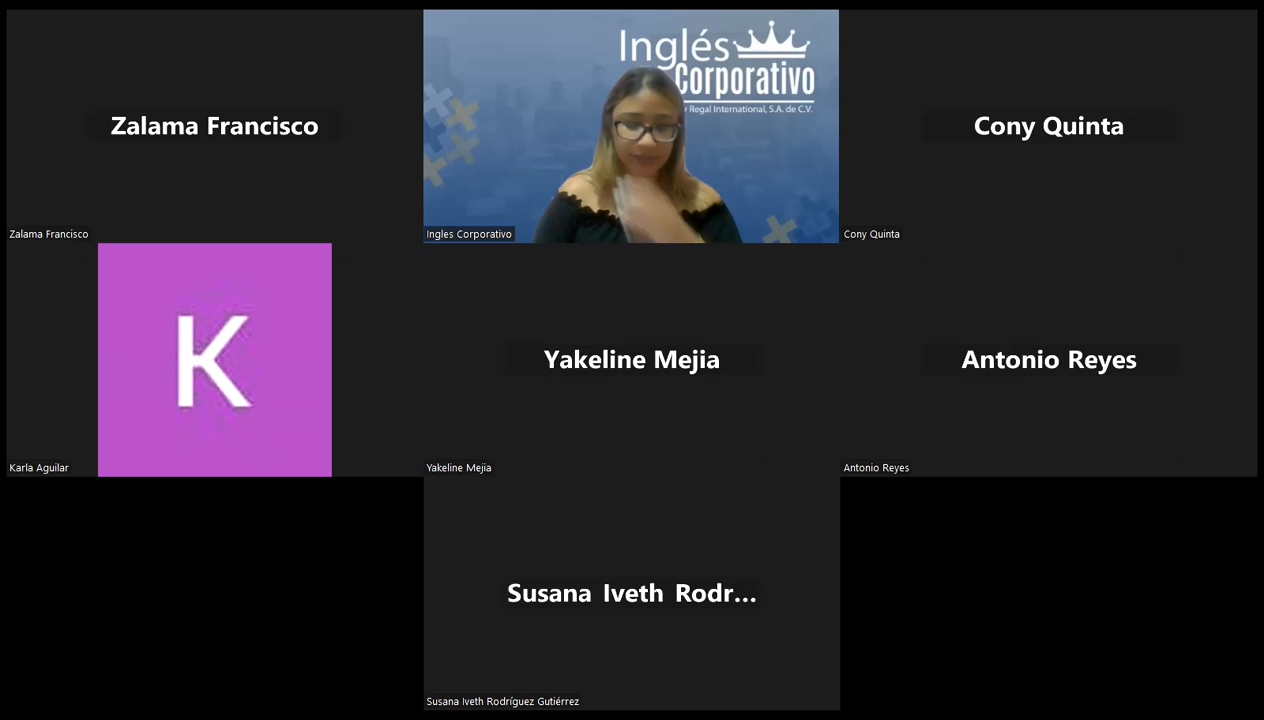 Zalama Francisco
Zalama Francisco
Inglés
Corporativo
y Regal International, S.A. de C.V.
Ingles Corporativo
Cony Quinta
Cony Quinta
K
Karla Aguilar
Yakeline Mejia
Yakeline Mejia
Antonio Reyes
Antonio Reyes
Susana Iveth Rodr...
Susana Iveth Rodríguez Gutiérrez